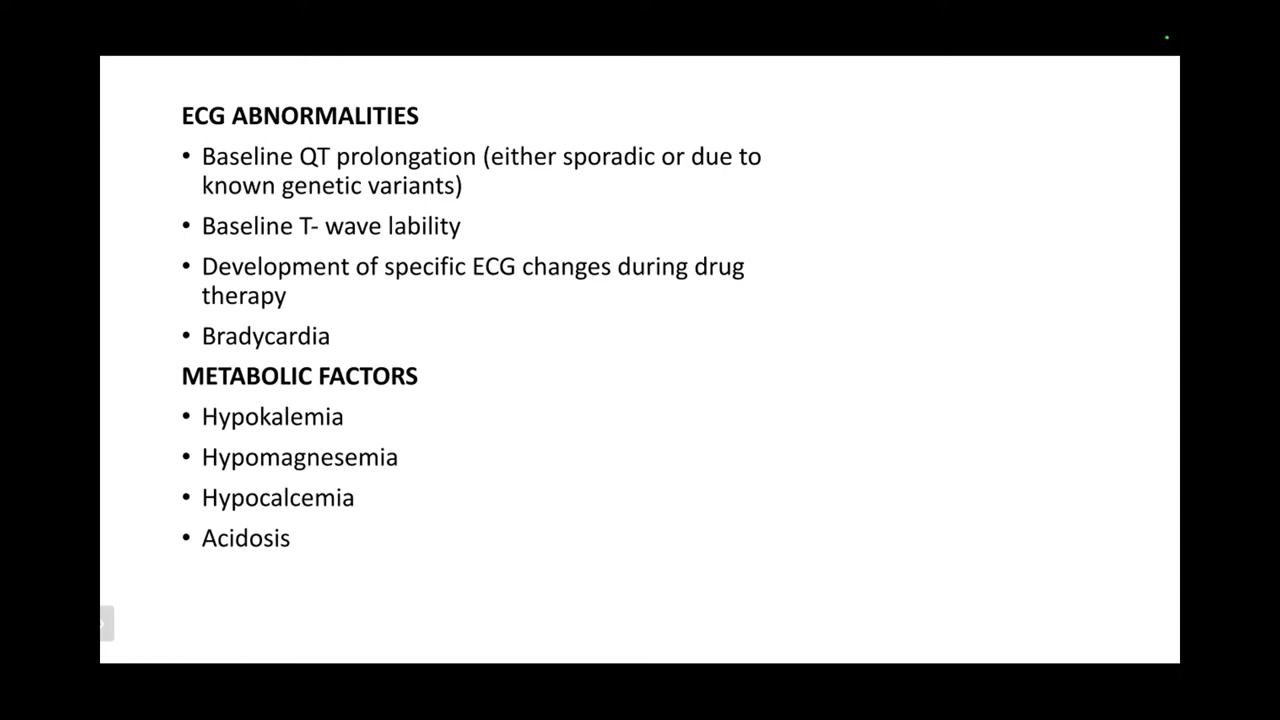 ECG ABNORMALITIES
• Baseline QT prolongation (either sporadic or due to
known genetic variants)
• Baseline T- wave lability
• Development of specific ECG changes during drug
therapy
• Bradycardia
METABOLIC FACTORS
• Hypokalemia
• Hypomagnesemia
• Hypocalcemia
• Acidosis